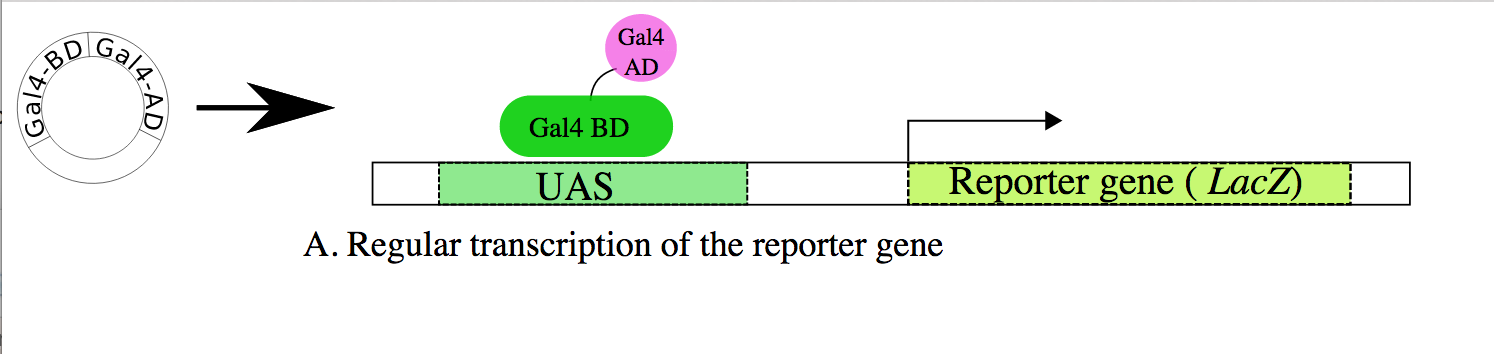 Gal4-BD
Gal4-AD
Gal4
AD
Gal4 BD
UAS
Reporter gene ( LacZ)
A. Regular transcription of the reporter gene